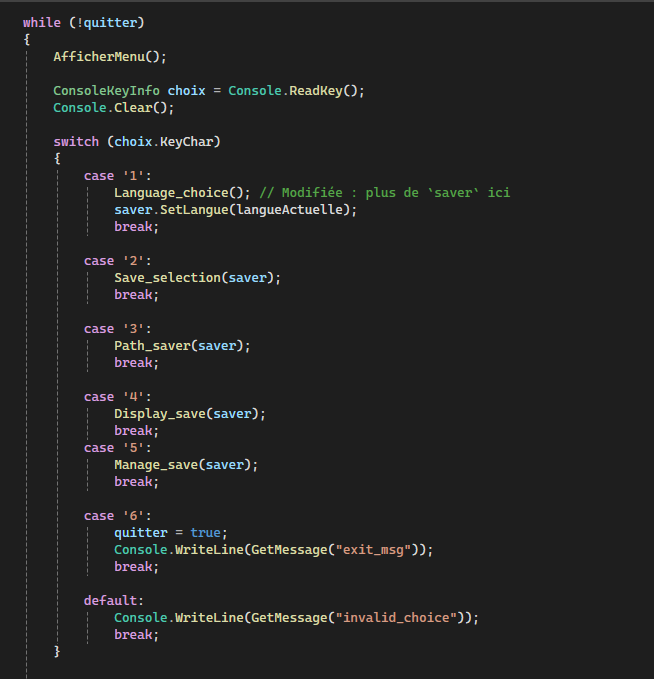 while (!quitter)
{
AfficherMenu();
ConsoleKeyInfo choix = Console.ReadKey();
Console.Clear();
switch (choix.KeyChar)
{
case '1':
Language_choice(); // Modifiée : plus de `saver` ici
saver.SetLangue(langueActuelle);
break;
case '2':
Save_selection(saver);
break;
case '3':
Path_saver(saver);
break;
case '4':
Display_save(saver);
break;
case '5':
Manage_save(saver);
break;
case '6':
quitter = true;
Console.WriteLine(GetMessage("exit_msg"));
break;
default:
Console.WriteLine(GetMessage("invalid_choice"));
break;
}